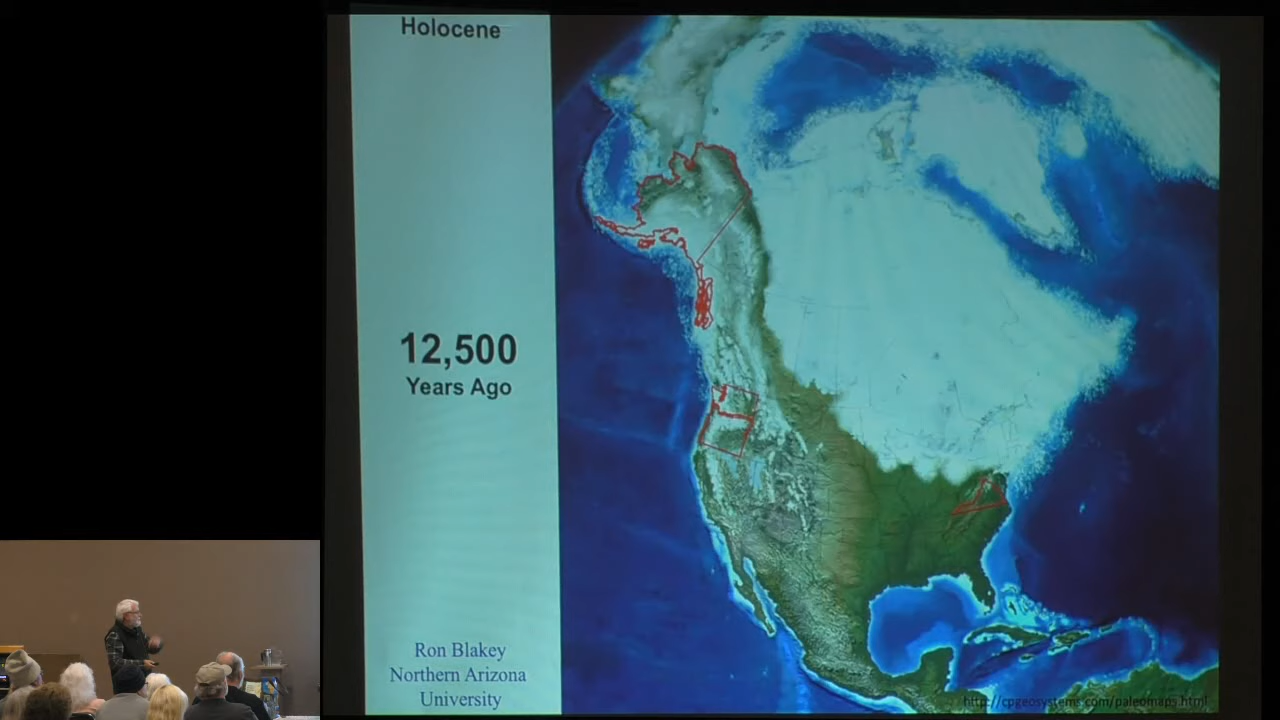 Holocene
12,500
Years Ago
Ron Blakey
Northern Arizona
University
http://cpgeosystems.com/paleomaps.html